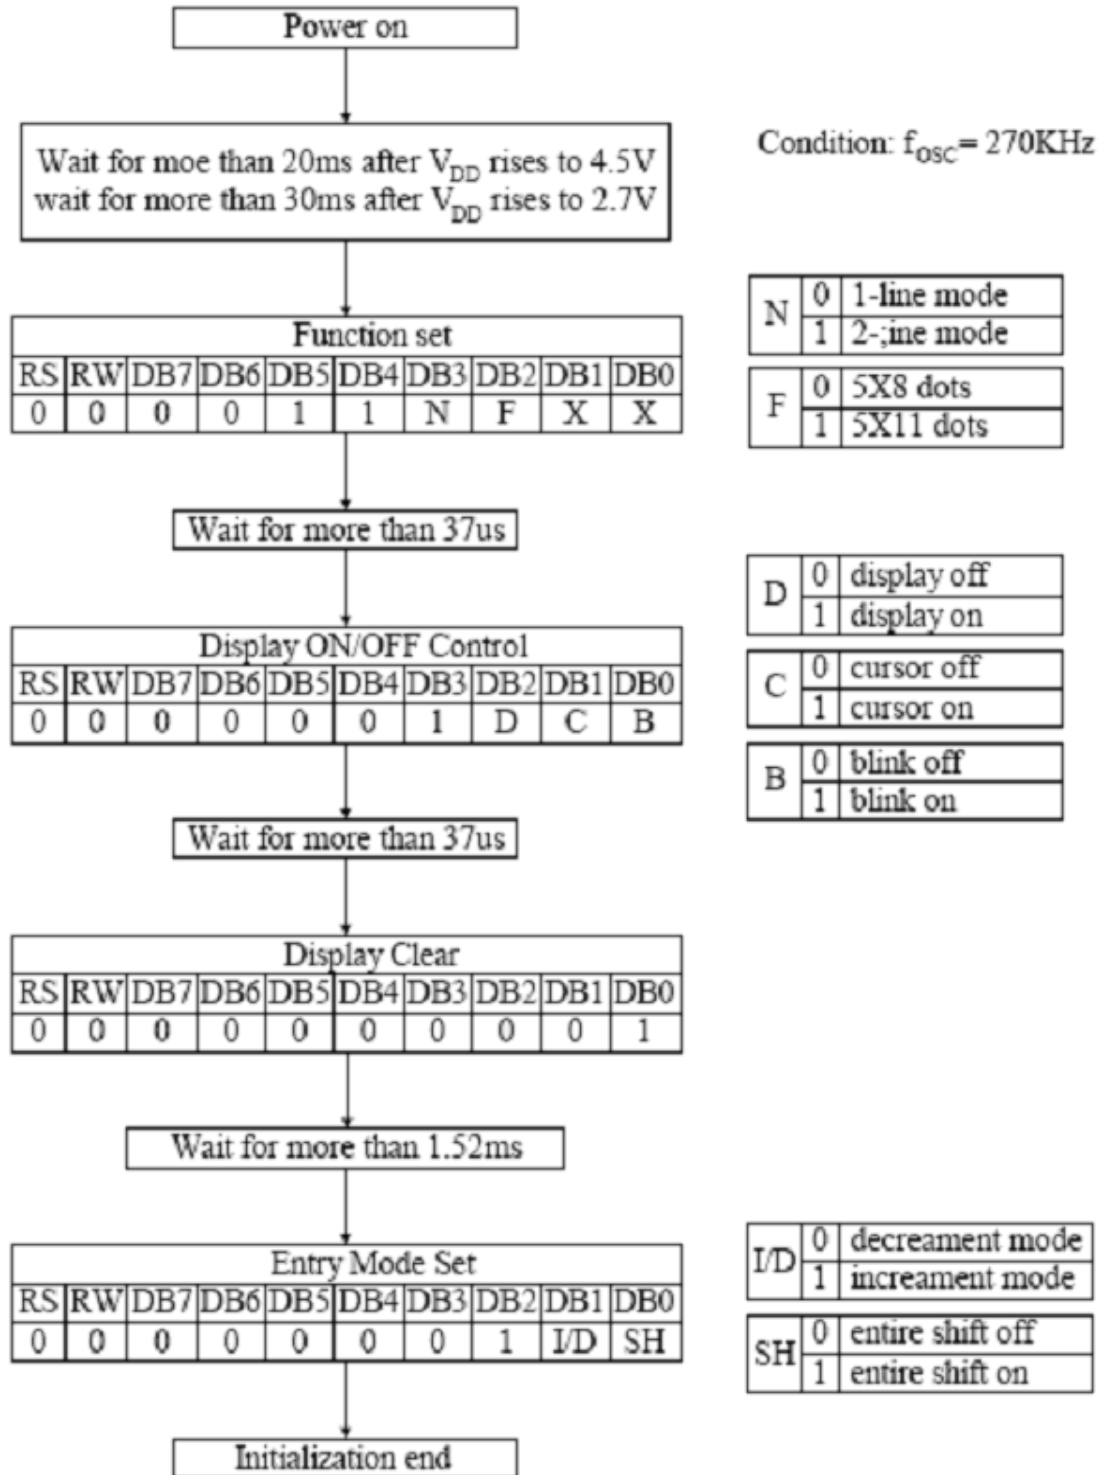 Power on
Wait for moe than 20ms after VDD rises to 4.5V
wait for more than 30ms after VDD rises to 2.7V
Condition: fOSC= 270KHz
Function set
RS RW DB7 DB6 DB5 DB4 DB3 DB2 DB1 DB0
0 0 0 0 1 1 N F X X
N 0 1-line mode
1 2-;ine mode
F 0 5X8 dots
1 5X11 dots
Wait for more than 37us
Display ON/OFF Control
RS RW DB7 DB6 DB5 DB4 DB3 DB2 DB1 DB0
0 0 0 0 0 0 1 D C B
D 0 display off
1 display on
C 0 cursor off
1 cursor on
B 0 blink off
1 blink on
Wait for more than 37us
Display Clear
RS RW DB7 DB6 DB5 DB4 DB3 DB2 DB1 DB0
0 0 0 0 0 0 0 0 0 1
Wait for more than 1.52ms
Entry Mode Set
RS RW DB7 DB6 DB5 DB4 DB3 DB2 DB1 DB0
0 0 0 0 0 0 0 1 I/D SH
I/D 0 decreament mode
1 increament mode
SH 0 entire shift off
1 entire shift on
Initialization end